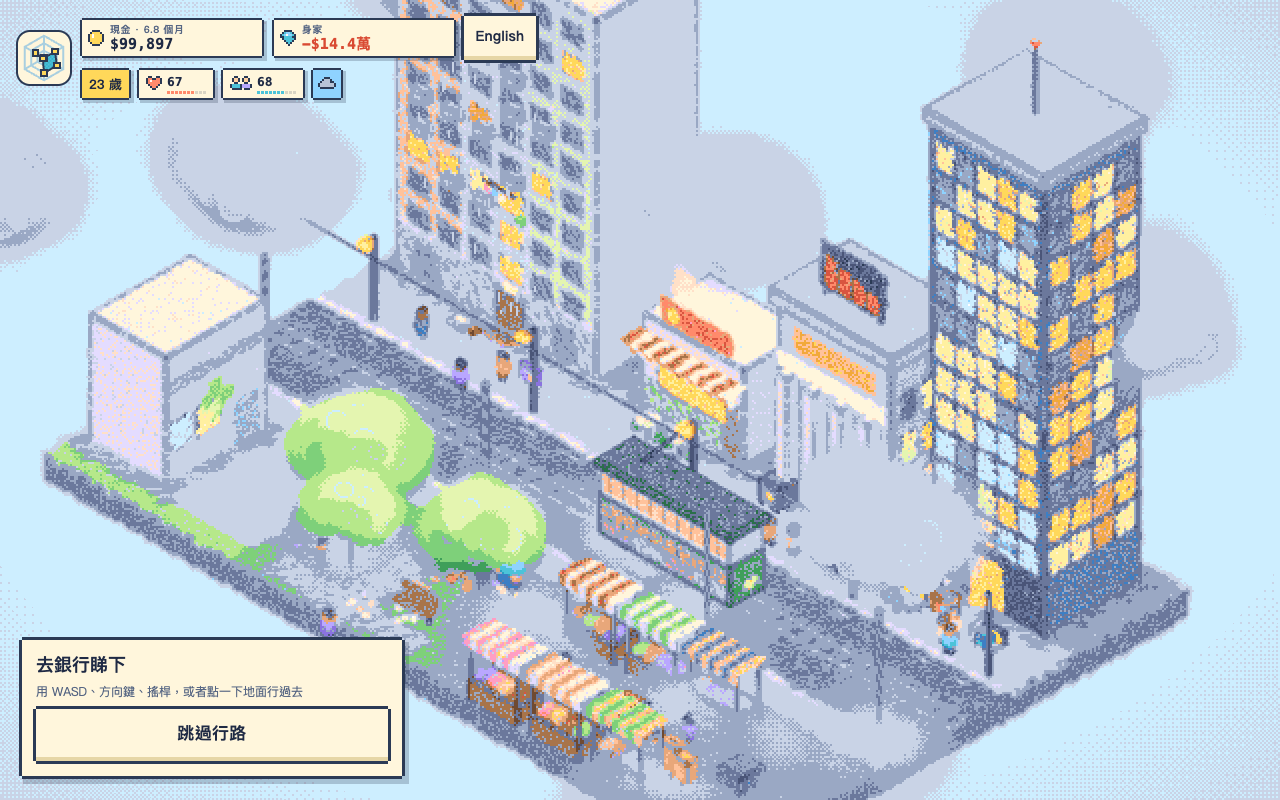 現金 · 6.8 個月
$99,897
身家
−$14.4萬
English
23 歲
67
68
去銀行睇下
用 WASD、方向鍵、搖桿，或者點一下地面行過去
跳過行路